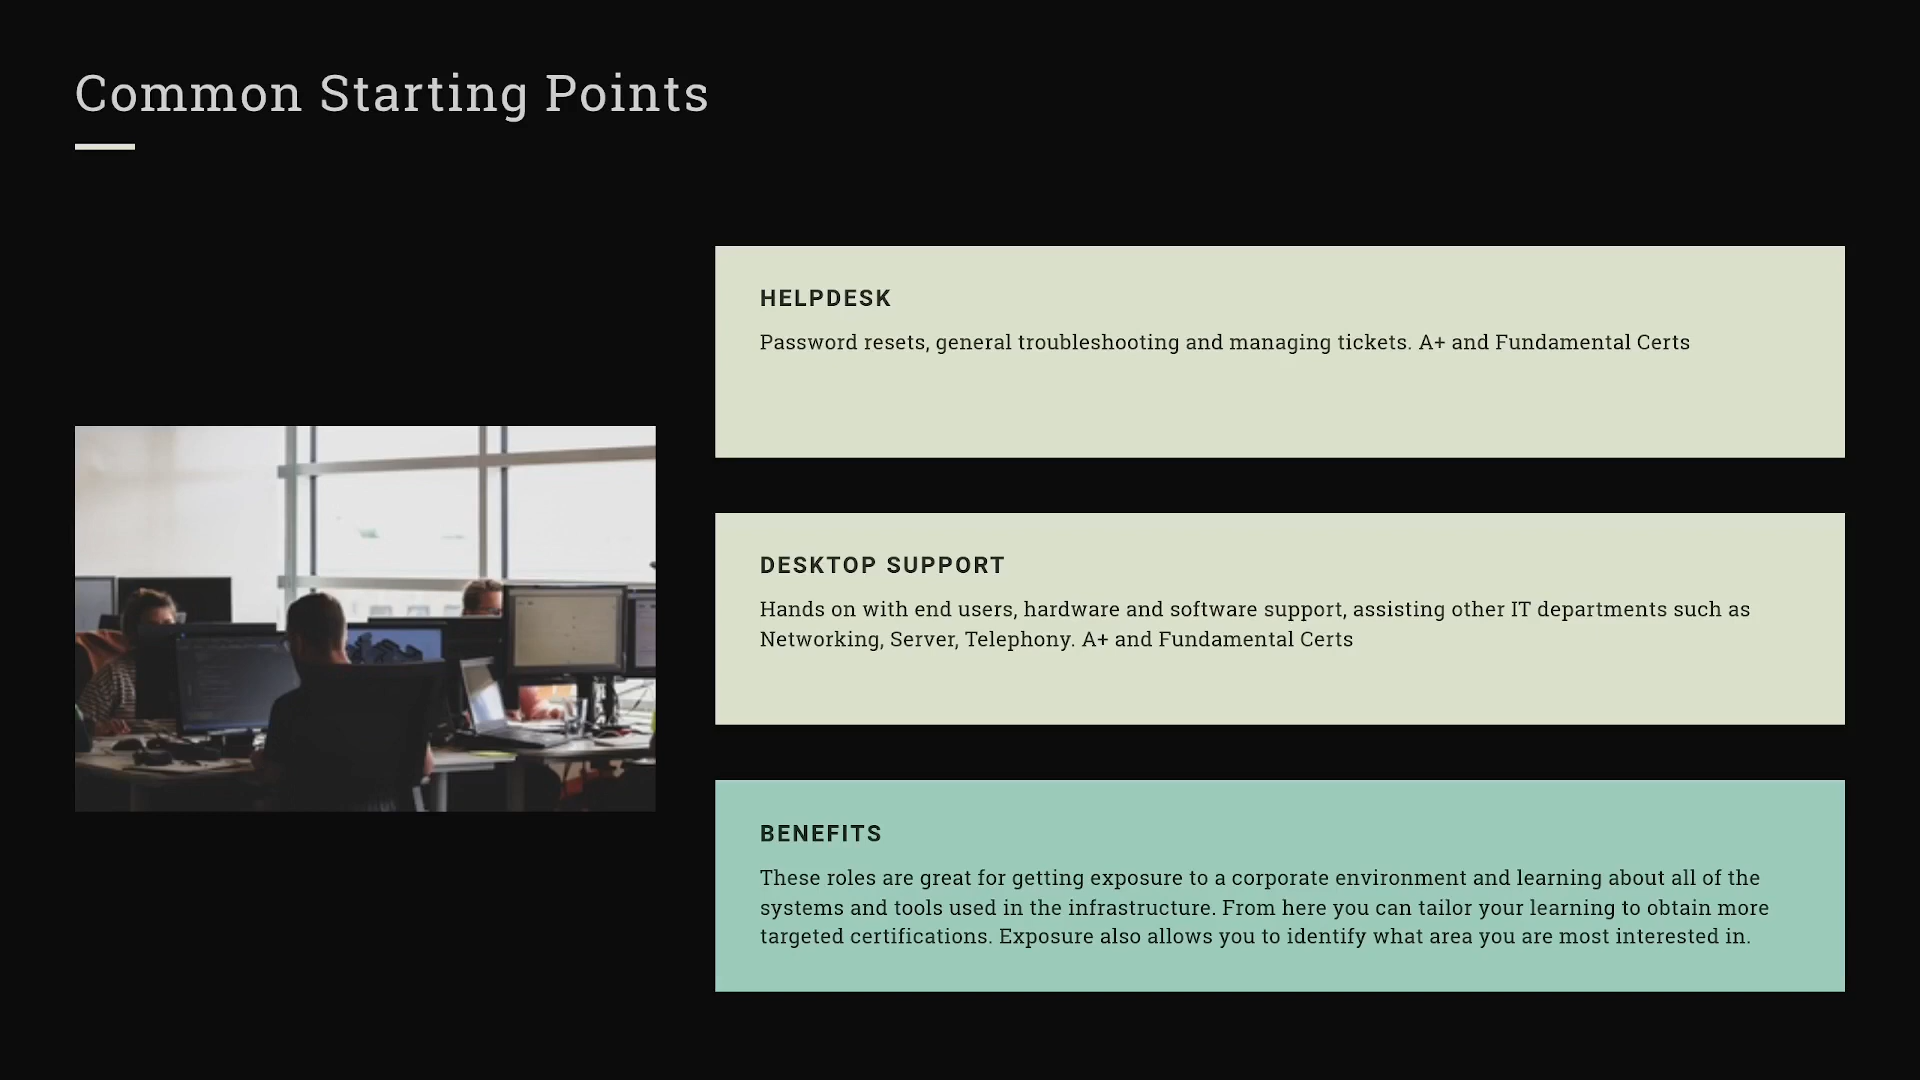 Common Starting Points
HELPDESK
Password resets, general troubleshooting and managing tickets. A+ and Fundamental Certs
DESKTOP SUPPORT
Hands on with end users, hardware and software support, assisting other IT departments such as
Networking, Server, Telephony. A+ and Fundamental Certs
BENEFITS
These roles are great for getting exposure to a corporate environment and learning about all of the
systems and tools used in the infrastructure. From here you can tailor your learning to obtain more
targeted certifications. Exposure also allows you to identify what area you are most interested in.